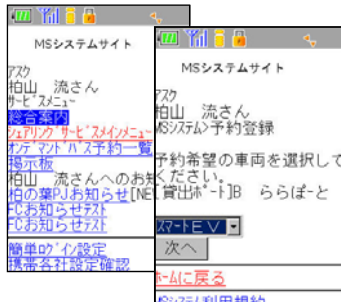 MSシステムサイト
アスク
柏山 流さん
サービスメニュー
総合案内
シェアリングサービスメインメニュー
オンデマンドバス予約一覧
掲示板
柏山 流さんへのお知
柏の葉PJお知らせ[NE
FCお知らせテスト
FCお知らせテスト
簡単ログイン設定
携帯各社設定確認
MSシステムサイト
アスク
柏山 流さん
MSシステム>予約登録
予約希望の車両を選択して
ください。
[貸出ポート]B ららぽーと
スマートEV
次へ
ホームに戻る
MSシステム利用規約